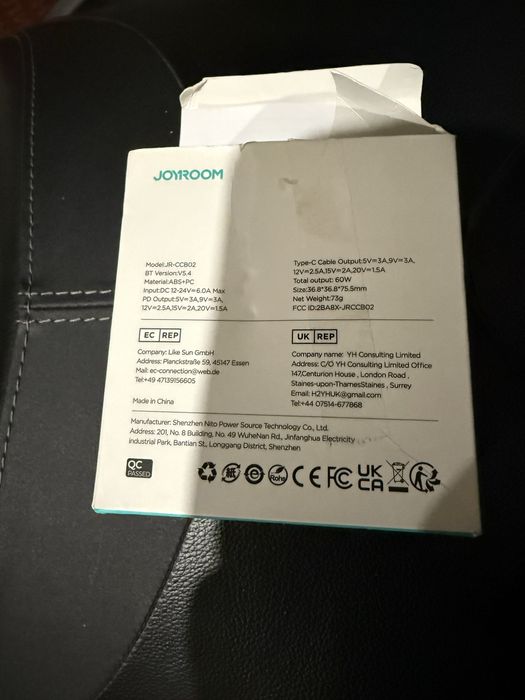 JOYROOM
Model:JR-CCB02
BT Version:V5.4
Material:ABS+PC
Input:DC 12-24V⎓6.0A Max
PD Output:5V⎓3A,9V⎓3A,
12V⎓2.5A,15V⎓2A,20V⎓1.5A
Type-C Cable Output:5V⎓3A,9V⎓3A,
12V⎓2.5A,15V⎓2A,20V⎓1.5A
Total output: 60W
Size:36.8*36.8*75.5mm
Net Weight:73g
FCC ID:2BA8X-JRCCB02
EC REP
Company: Like Sun GmbH
Address: Planckstraße 59, 45147 Essen
Mail: ec-connection@web.de
Tel:+49 47139156605
Made in China
UK REP
Company name: YH Consulting Limited
Address: C/O YH Consulting Limited Office
147,Centurion House , London Road ,
Staines-upon-ThamesStaines , Surrey
Email: H2YHUK@gmail.com
Tel:+44 07514-677868
Manufacturer: Shenzhen Nito Power Source Technology Co., Ltd.
Address: 201, No. 8 Building, No. 49 WuheNan Rd., Jinfanghua Electricity
industrial Park, Bantian St., Longgang District, Shenzhen
QC
PASSED
紙 e RoHS CE FC UK
CA